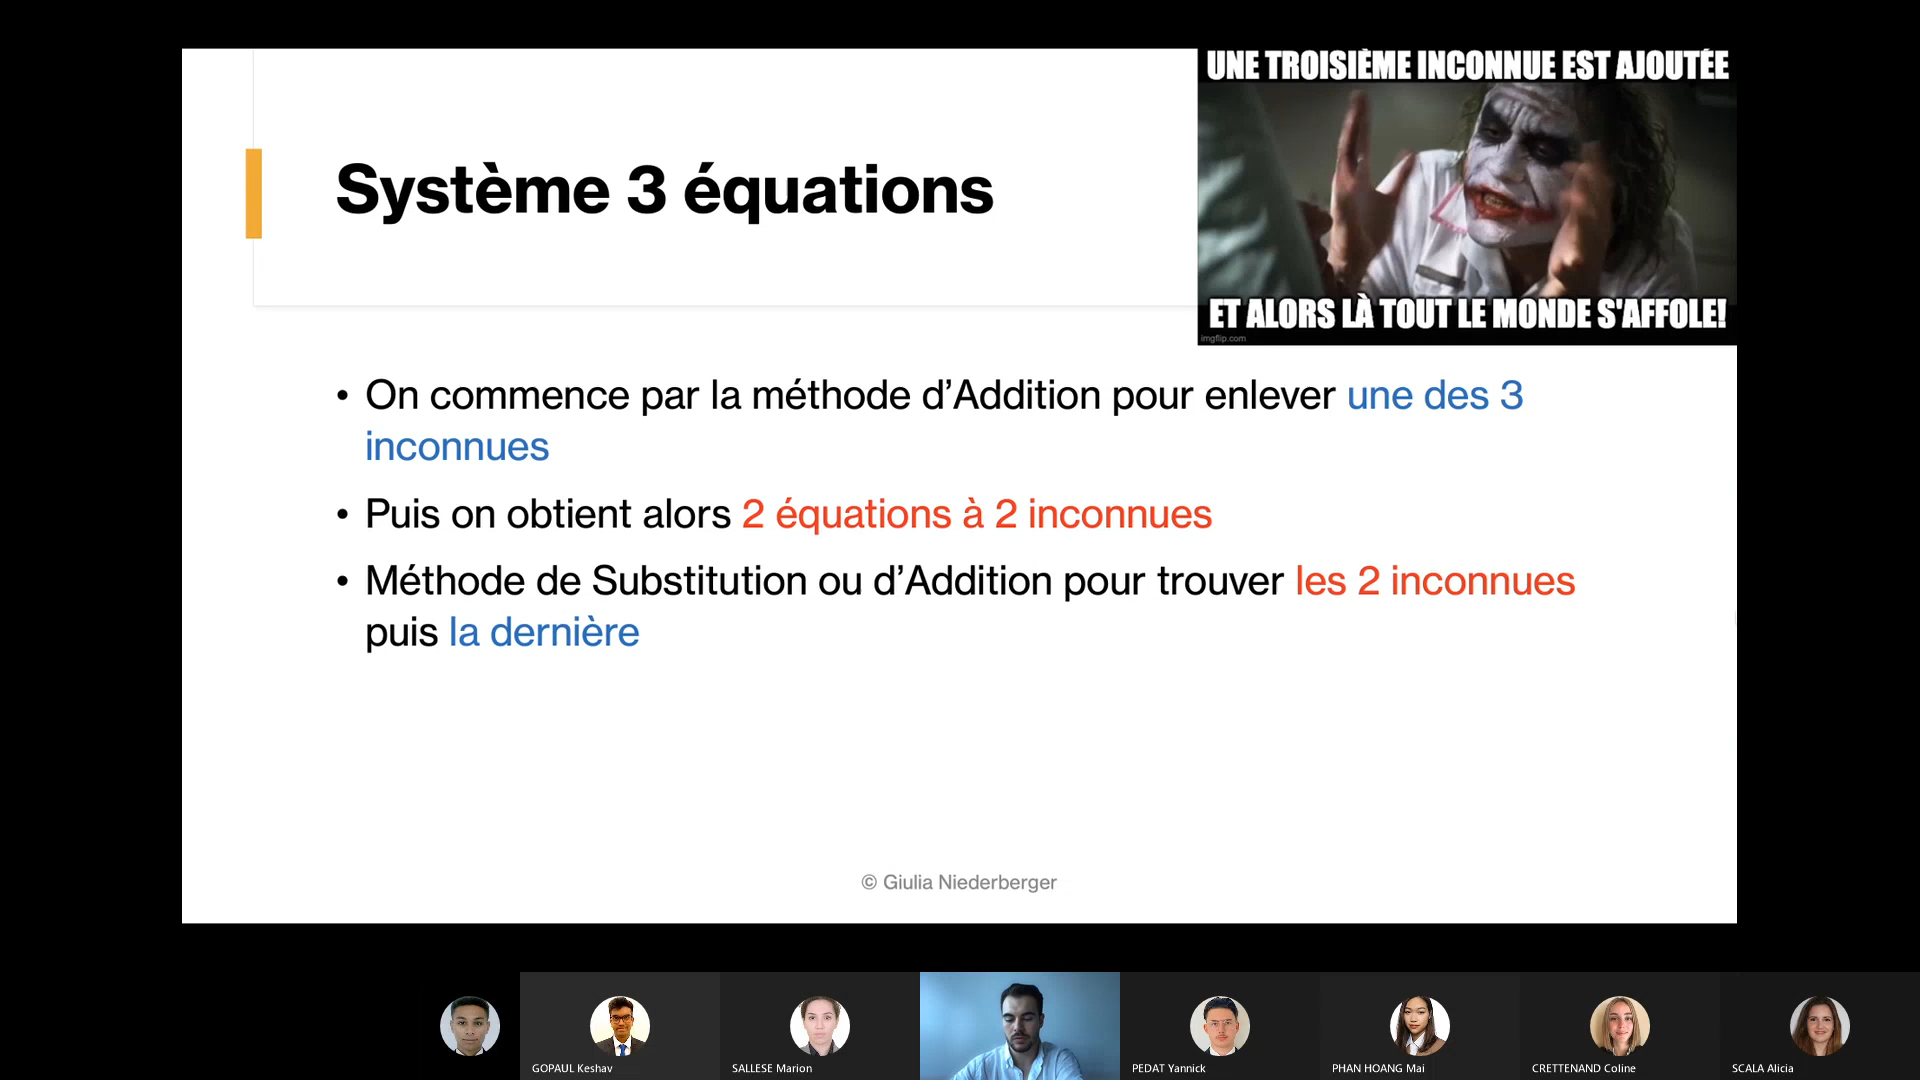 UNE TROISIÈME INCONNUE EST AJOUTÉE
ET ALORS LÀ TOUT LE MONDE S'AFFOLE!
imgflip.com
Système 3 équations
• On commence par la méthode d’Addition pour enlever une des 3
inconnues
• Puis on obtient alors 2 équations à 2 inconnues
• Méthode de Substitution ou d’Addition pour trouver les 2 inconnues
puis la dernière
© Giulia Niederberger
GOPAUL Keshav
SALLESE Marion
PEDAT Yannick
PHAN HOANG Mai
CRETTENAND Coline
SCALA Alicia